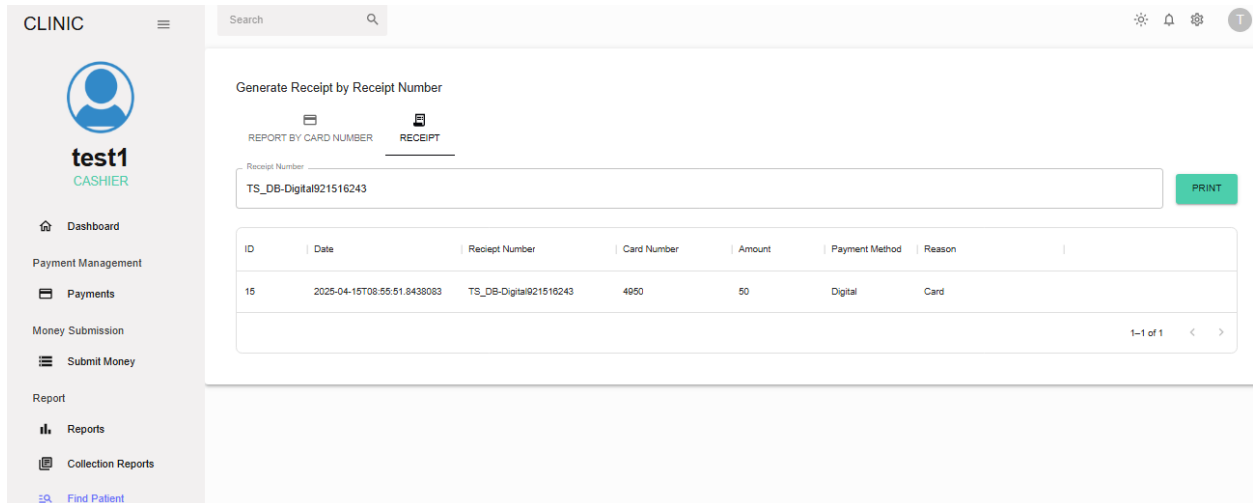 CLINIC
Search
T
test1
CASHIER
Dashboard
Payment Management
Payments
Money Submission
Submit Money
Report
Reports
Collection Reports
Find Patient
Generate Receipt by Receipt Number
REPORT BY CARD NUMBER RECEIPT
Receipt Number
TS_DB-Digital921516243
PRINT
ID Date Reciept Number Card Number Amount Payment Method Reason
15 2025-04-15T08:55:51.8438083 TS_DB-Digital921516243 4950 50 Digital Card
1–1 of 1